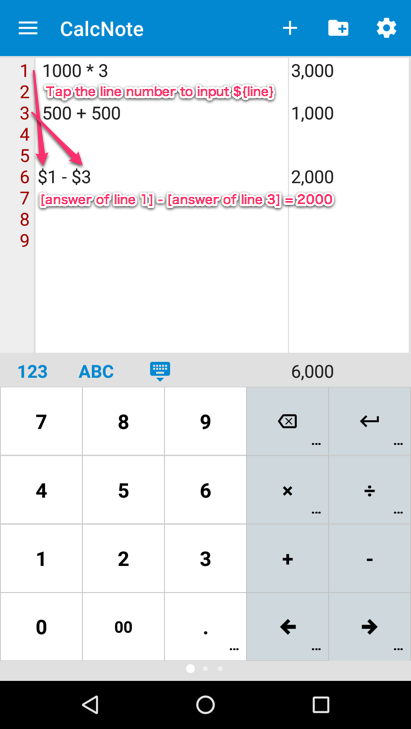 CalcNote
1 1000 * 3 3,000
2 Tap the line number to input ${line}
3 500 + 500 1,000
4
5
6 $1 - $3 2,000
7 [answer of line 1] - [answer of line 3] = 2000
8
9
123 ABC 6,000
7 8 9 ... ...
4 5 6 × ... ÷ ...
1 2 3 + -
0 00 . ... ... ...